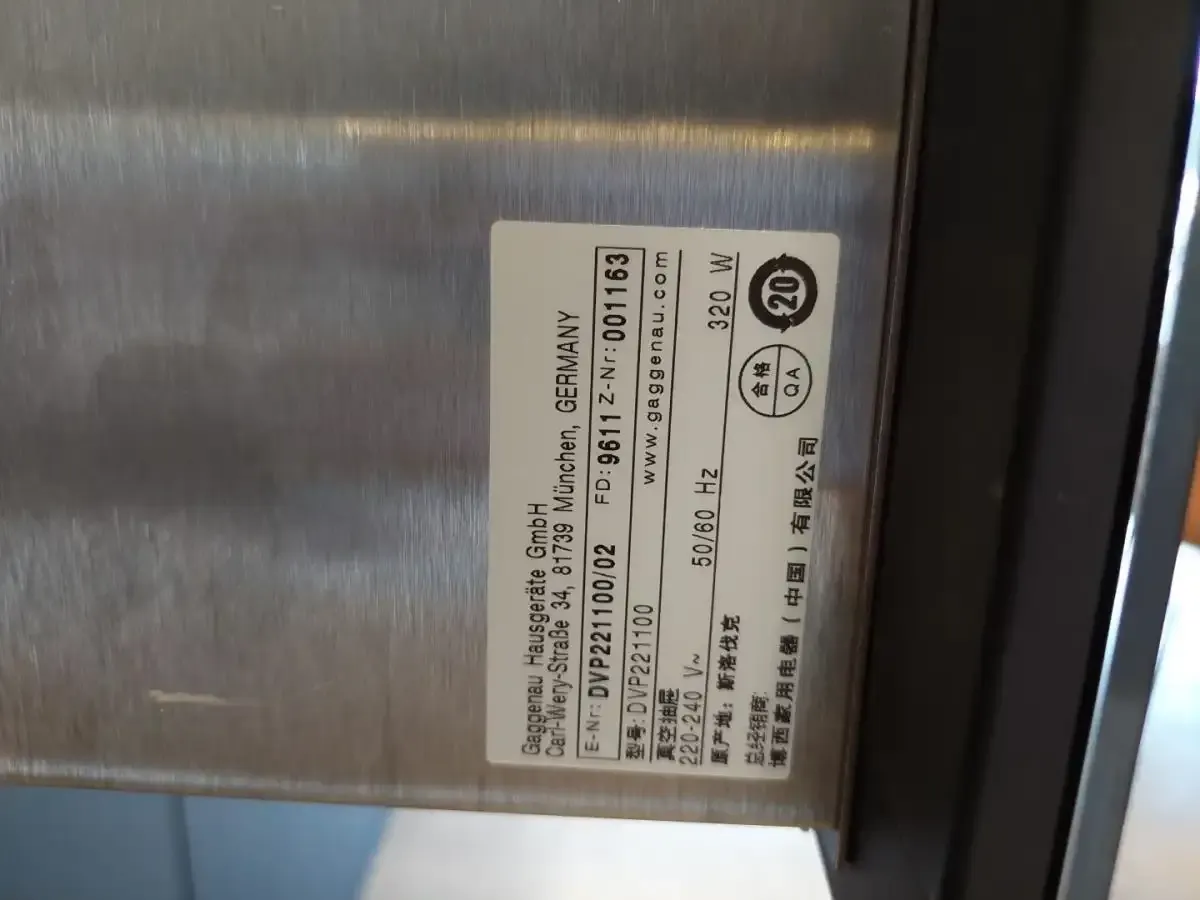 Gaggenau Hausgeräte GmbH
Carl-Wery-Straße 34, 81739 München, GERMANY
E-Nr: DVP221100/02 FD: 9611 Z-Nr: 001163
型号: DVP221100 www.gaggenau.com
真空抽屉
220-240 V~ 50/60 Hz 320 W
原产地: 斯洛伐克
总经销商:
博西家用电器(中国)有限公司
合格
QA
20